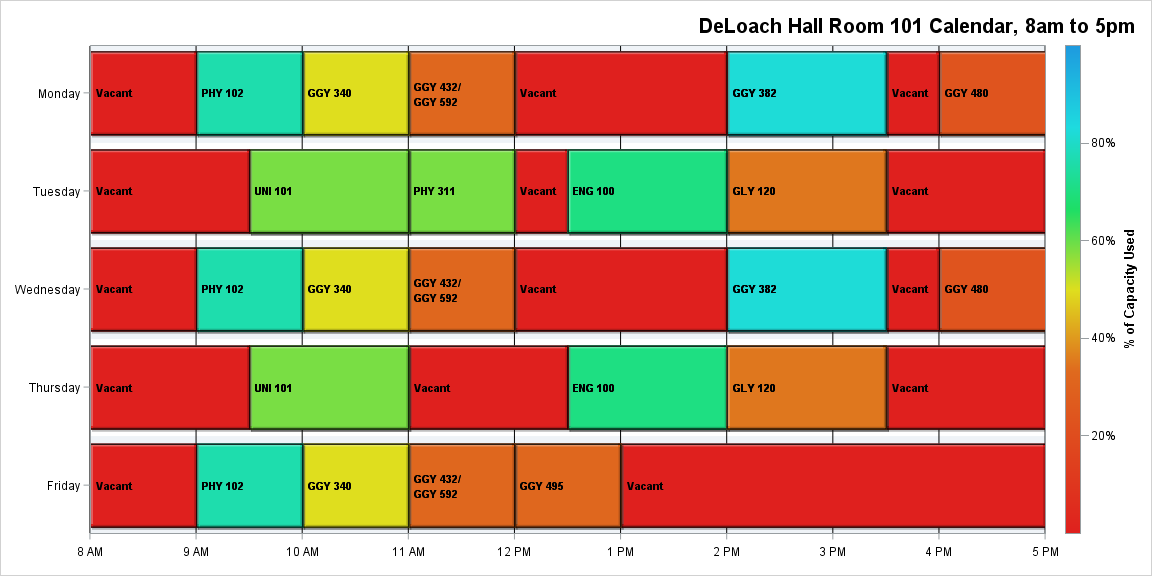 DeLoach Hall Room 101 Calendar, 8am to 5pm
Monday
Vacant
PHY 102
GGY 340
GGY 432/
GGY 592
Vacant
GGY 382
Vacant
GGY 480
Tuesday
Vacant
UNI 101
PHY 311
Vacant
ENG 100
GLY 120
Vacant
Wednesday
Vacant
PHY 102
GGY 340
GGY 432/
GGY 592
Vacant
GGY 382
Vacant
GGY 480
Thursday
Vacant
UNI 101
Vacant
ENG 100
GLY 120
Vacant
Friday
Vacant
PHY 102
GGY 340
GGY 432/
GGY 592
GGY 495
Vacant
8 AM
9 AM
10 AM
11 AM
12 PM
1 PM
2 PM
3 PM
4 PM
5 PM
80%
60%
40%
20%
% of Capacity Used